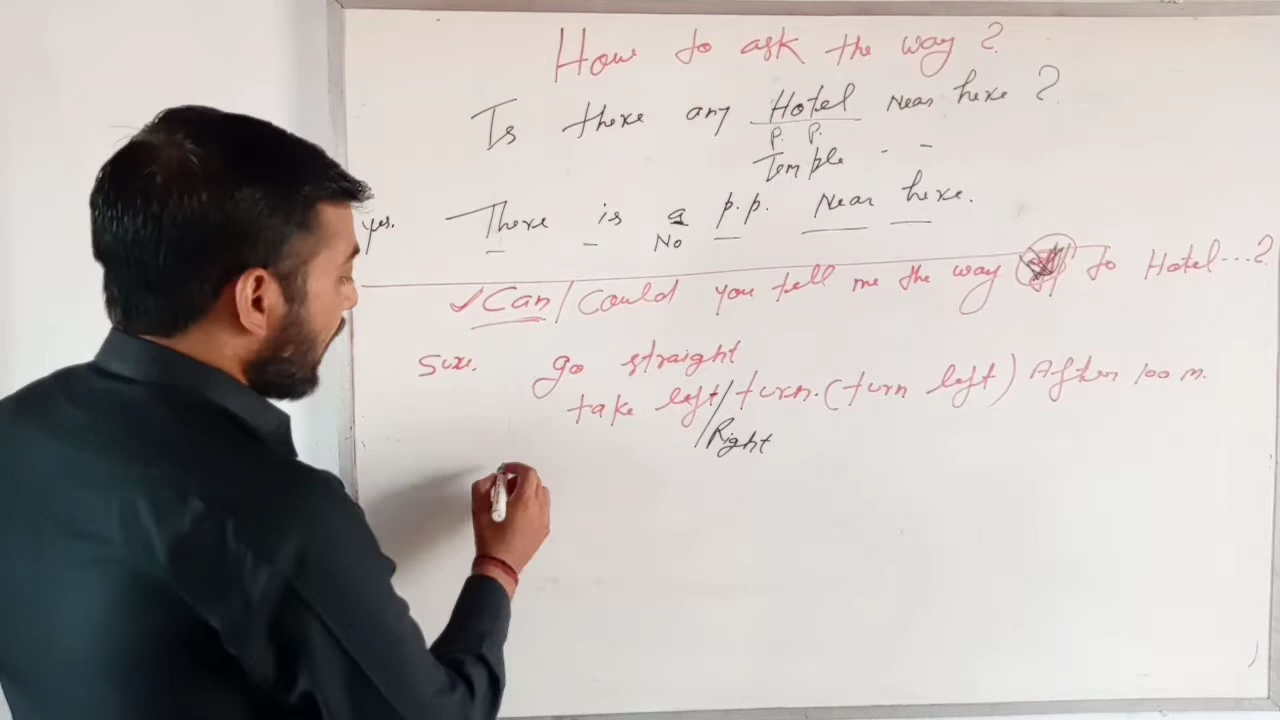 How to ask the way ?
Is there any Hotel Near here ?
P. P.
Temple - -
Yes. There is a p.p. Near here.
No
✓Can/Could you tell me the way to Hotel...?
Sure. go straight
take left/turn. (turn left) After 100 m.
/Right